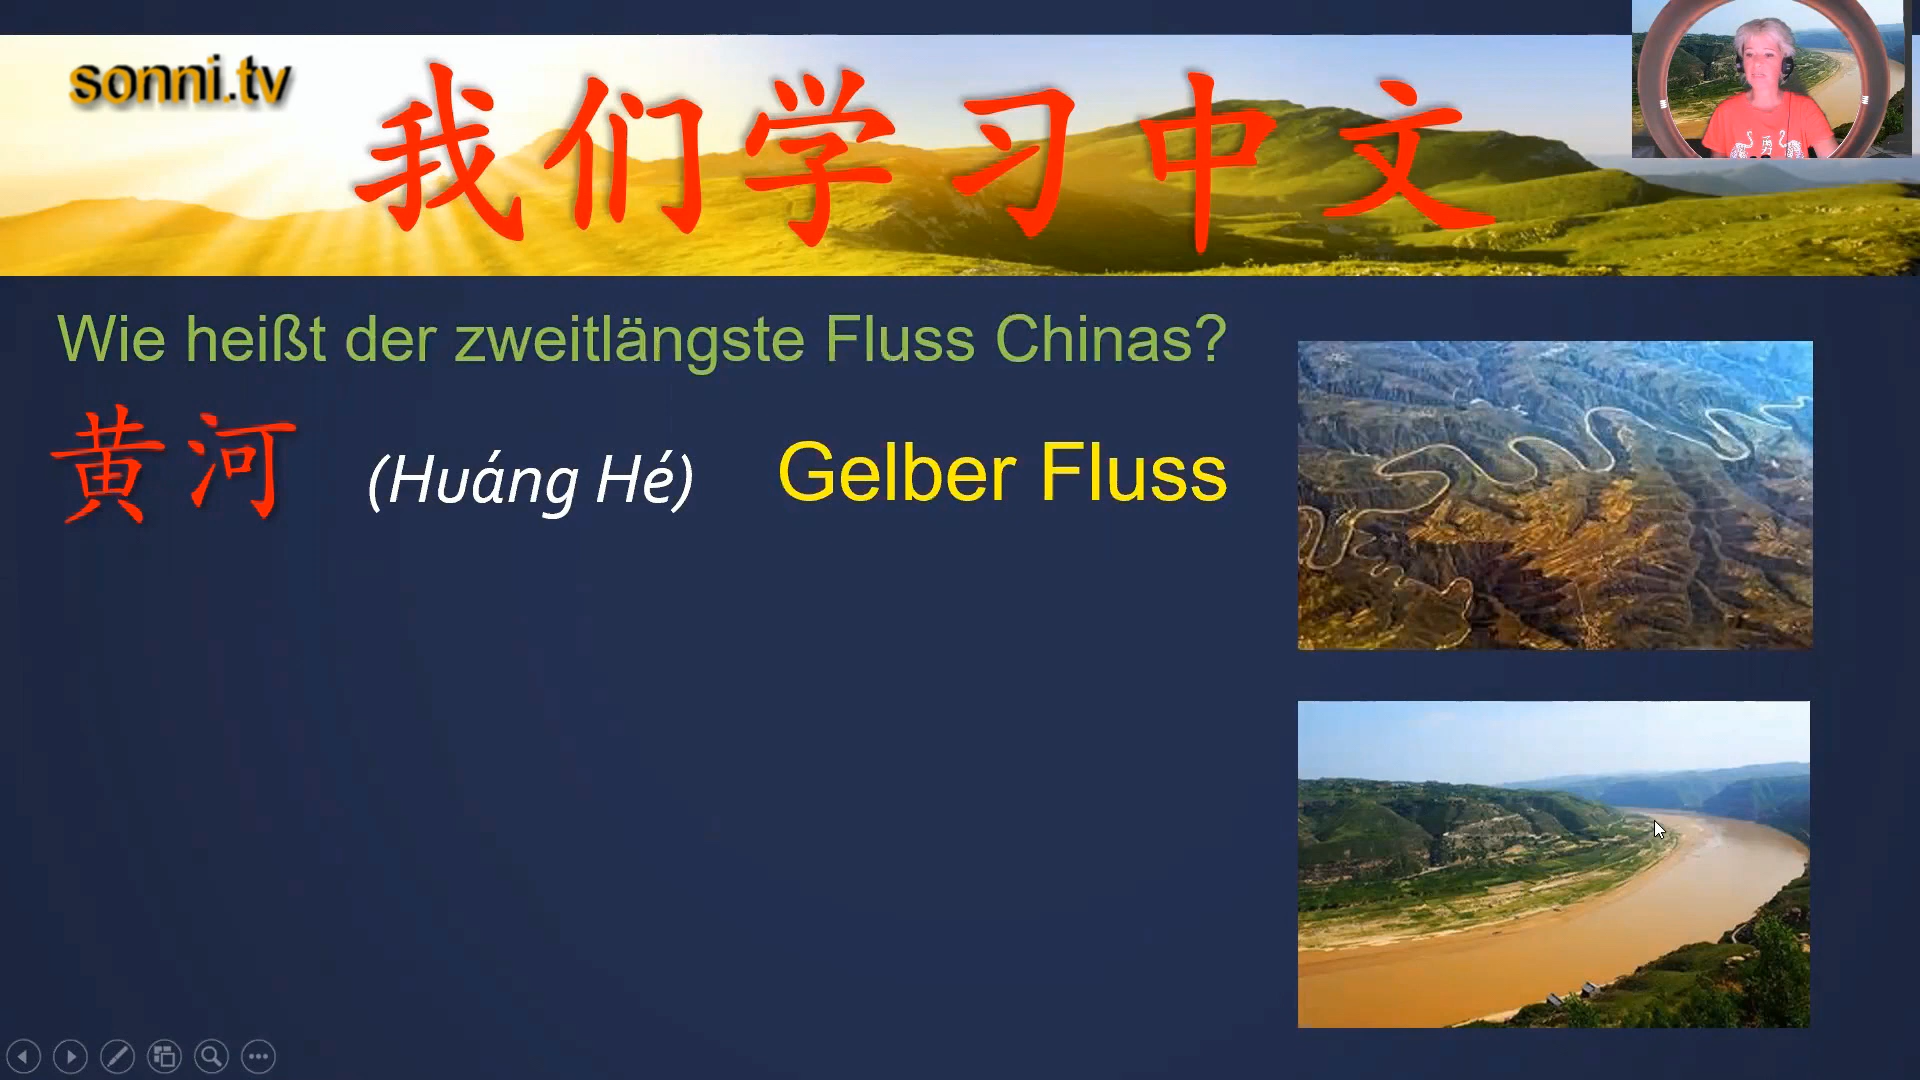 sonni.tv
我们学习中文
Wie heißt der zweitlängste Fluss Chinas?
黄河 (Huáng Hé) Gelber Fluss